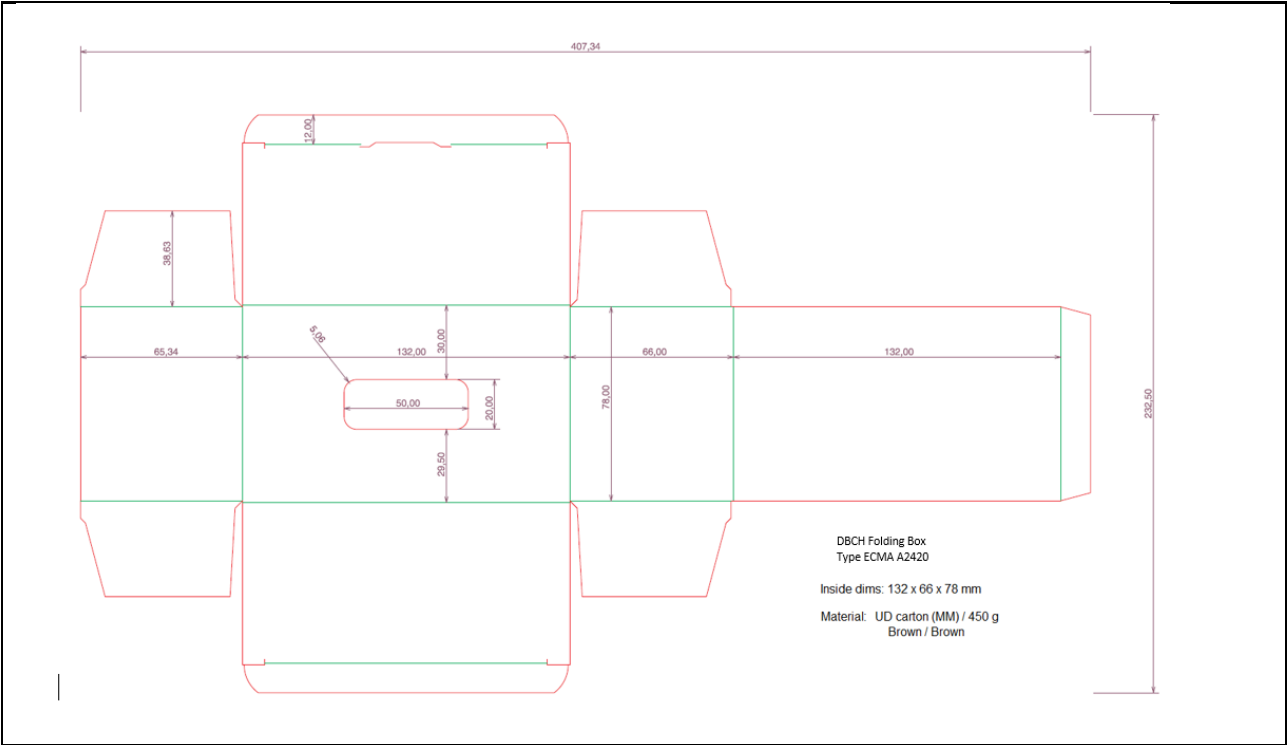 407,34
12,00
38,63
65,34
5,06
132,00
30,00
66,00
132,00
50,00
20,00
78,00
232,50
29,50
DBCH Folding Box
Type ECMA A2420
Inside dims: 132 x 66 x 78 mm
Material: UD carton (MM) / 450 g
Brown / Brown